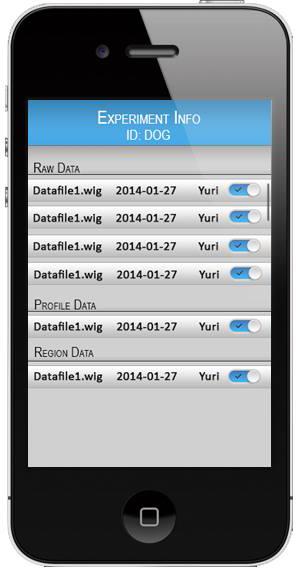 Experiment Info
ID: DOG
Raw Data
Datafile1.wig 2014-01-27 Yuri
Datafile1.wig 2014-01-27 Yuri
Datafile1.wig 2014-01-27 Yuri
Datafile1.wig 2014-01-27 Yuri
Profile Data
Datafile1.wig 2014-01-27 Yuri
Region Data
Datafile1.wig 2014-01-27 Yuri